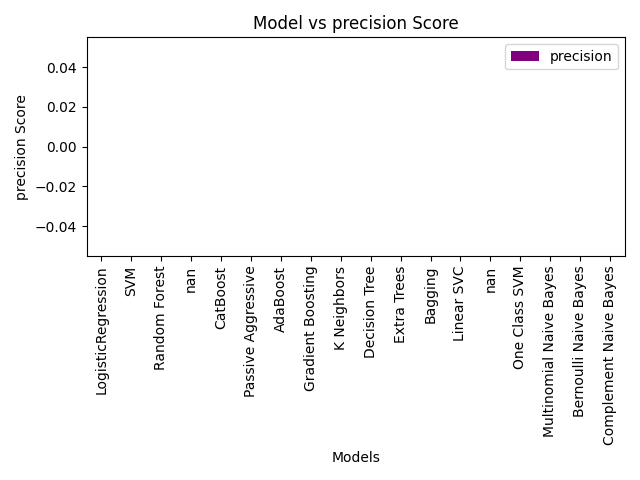 Model vs precision Score
precision
precision Score
0.04
0.02
0.00
−0.02
−0.04
LogisticRegression
SVM
Random Forest
nan
CatBoost
Passive Aggressive
AdaBoost
Gradient Boosting
K Neighbors
Decision Tree
Extra Trees
Bagging
Linear SVC
nan
One Class SVM
Multinomial Naive Bayes
Bernoulli Naive Bayes
Complement Naive Bayes
Models